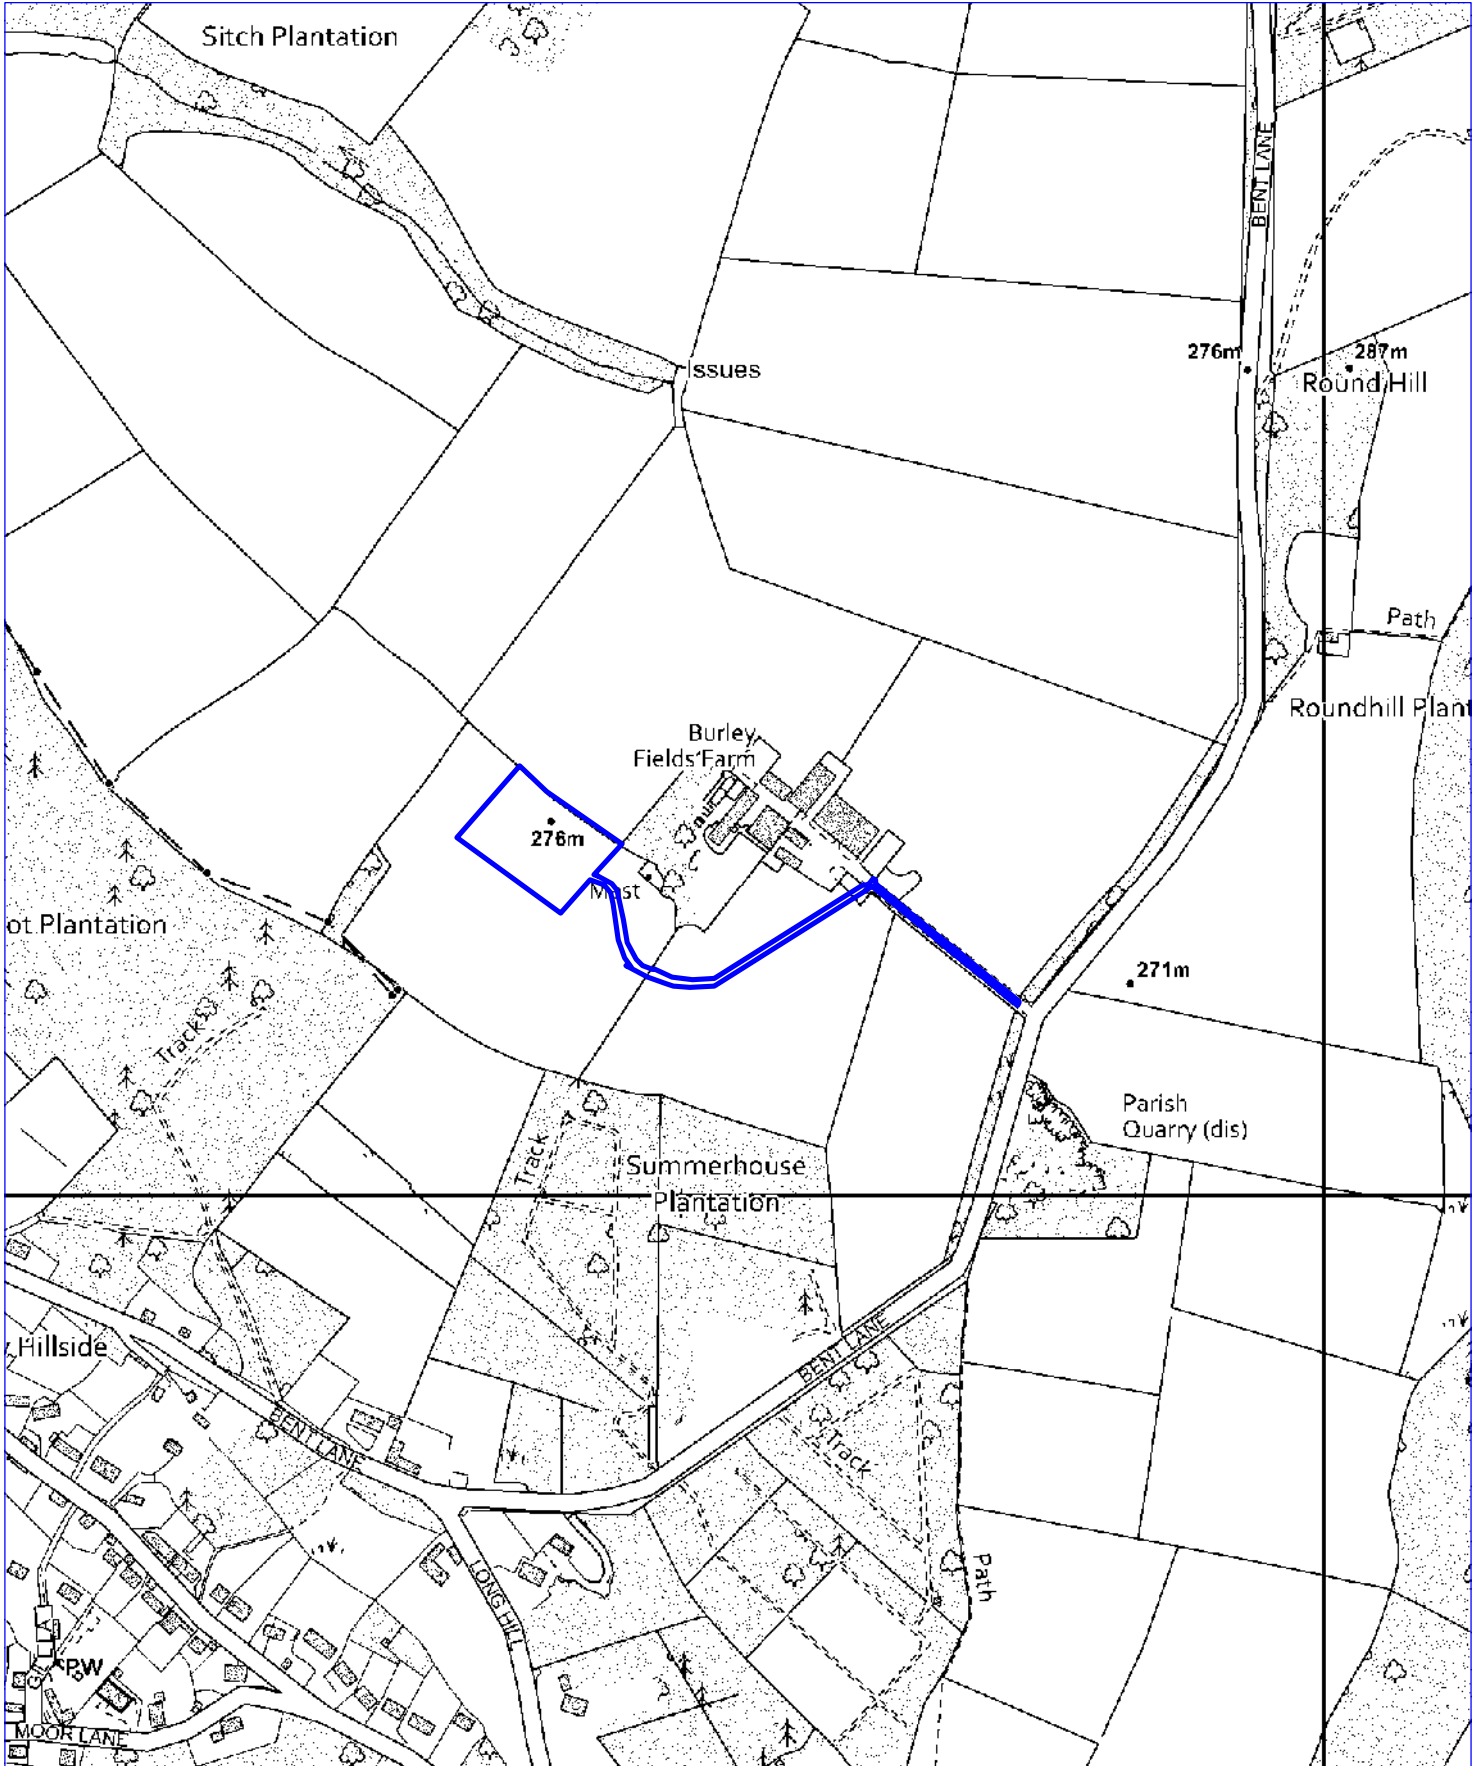 Sitch Plantation
BENT LANE
Issues
276m
287m
Round Hill
Path
Roundhill Plant
Burley
Fields Farm
276m
Mast
ot Plantation
271m
Track
Parish
Quarry (dis)
Track
Summerhouse
Plantation
Hillside
BENT LANE
BENT LANE
Track
Path
LONG HILL
PW
MOOR LANE